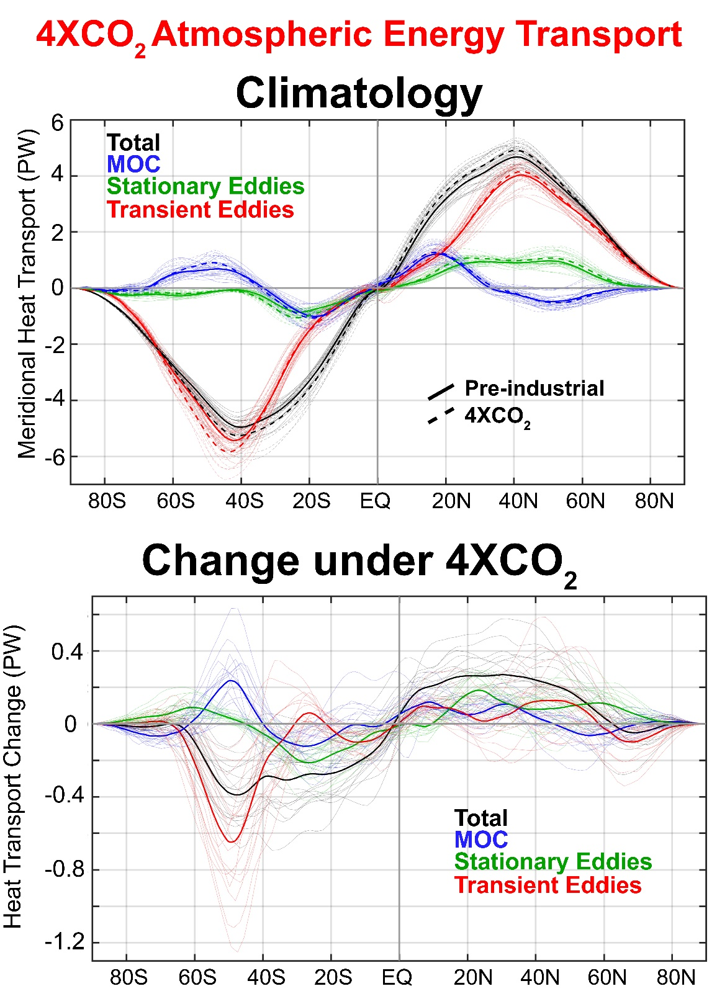 4XCO2 Atmospheric Energy Transport
Climatology
Meridional Heat Transport (PW)
6
4
2
0
-2
-4
-6
Total
MOC
Stationary Eddies
Transient Eddies
Pre-industrial
4XCO2
80S 60S 40S 20S EQ 20N 40N 60N 80N
Change under 4XCO2
Heat Transport Change (PW)
0.4
0
-0.4
-0.8
-1.2
Total
MOC
Stationary Eddies
Transient Eddies
80S 60S 40S 20S EQ 20N 40N 60N 80N